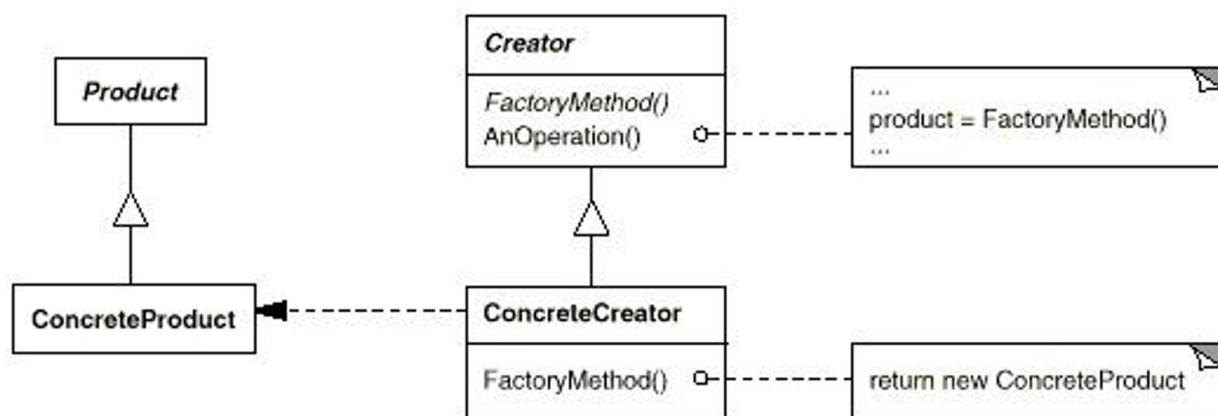 Product
ConcreteProduct
Creator
FactoryMethod()
AnOperation()
...
product = FactoryMethod()
...
ConcreteCreator
FactoryMethod()
return new ConcreteProduct